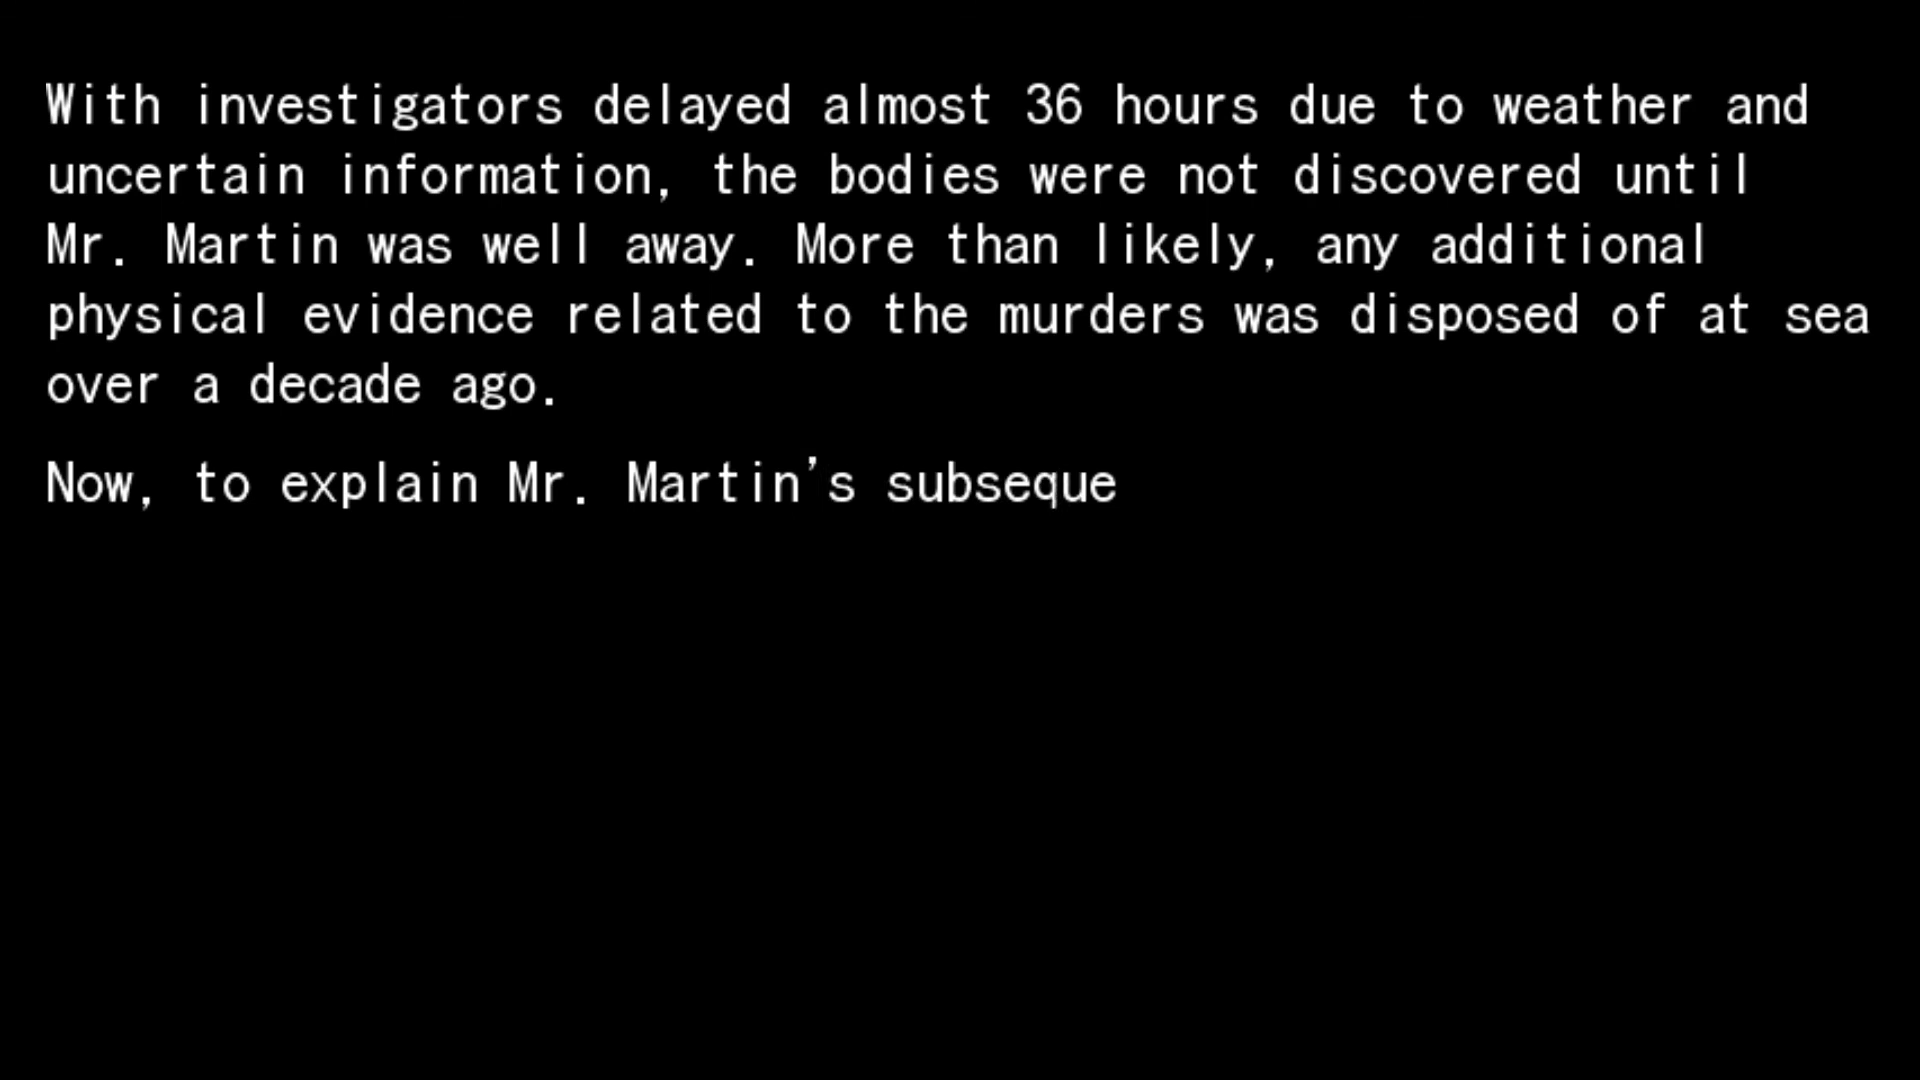 With investigators delayed almost 36 hours due to weather and
uncertain information, the bodies were not discovered until
Mr. Martin was well away. More than likely, any additional
physical evidence related to the murders was disposed of at sea
over a decade ago.
Now, to explain Mr. Martin's subseque